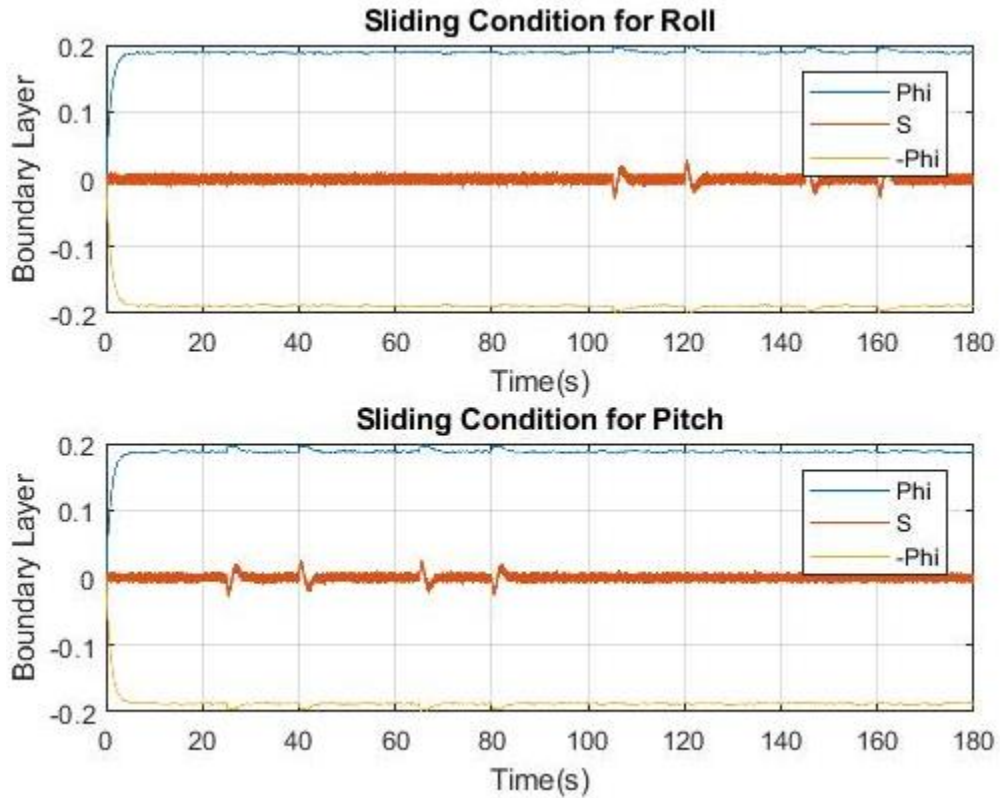 Sliding Condition for Roll
0.2
0.1
0
-0.1
-0.2
Boundary Layer
Phi
S
-Phi
0 20 40 60 80 100 120 140 160 180
Time(s)
Sliding Condition for Pitch
0.2
0.1
0
-0.1
-0.2
Boundary Layer
Phi
S
-Phi
0 20 40 60 80 100 120 140 160 180
Time(s)